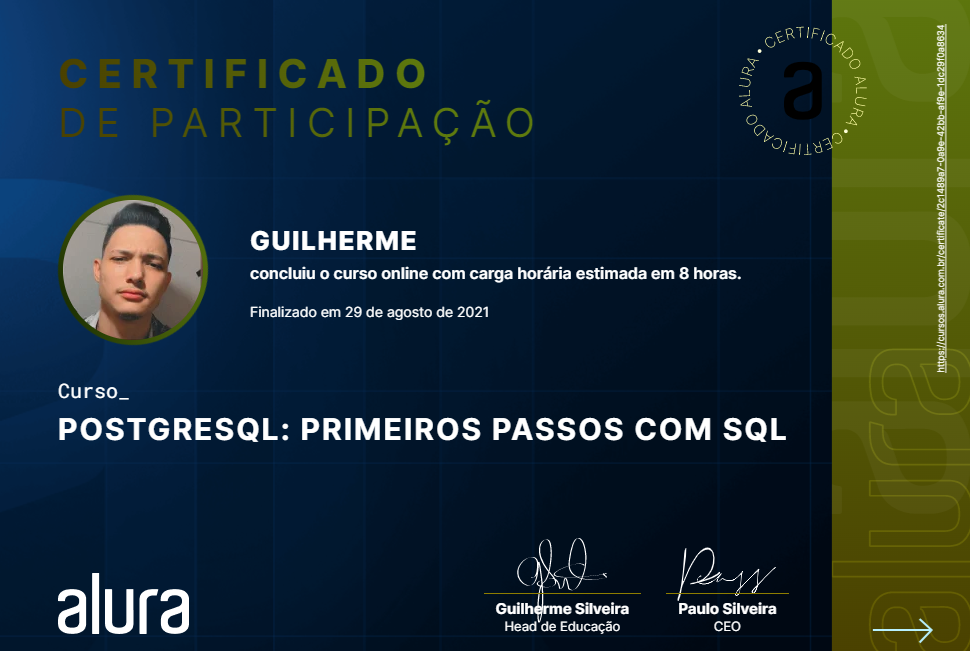 CERTIFICADO
DE PARTICIPAÇÃO
CERTIFICADO ALURA • CERTIFICADO ALURA •
a
GUILHERME
concluiu o curso online com carga horária estimada em 8 horas.
Finalizado em 29 de agosto de 2021
Curso_
POSTGRESQL: PRIMEIROS PASSOS COM SQL
alura
Guilherme Silveira
Head de Educação
Paulo Silveira
CEO
https://cursos.alura.com.br/certificate/2c1489a7-0a9e-42bb-af9e-1dc29f0a8634
alura